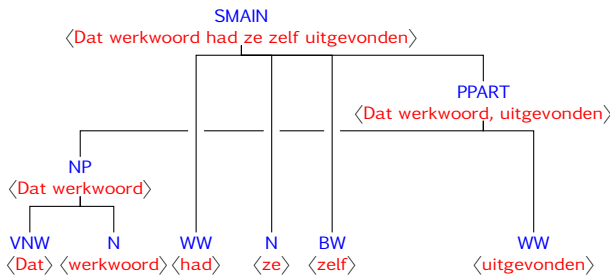 SMAIN
⟨Dat werkwoord had ze zelf uitgevonden⟩
PPART
⟨Dat werkwoord, uitgevonden⟩
NP
⟨Dat werkwoord⟩
VNW N WW N BW WW
⟨Dat⟩ ⟨werkwoord⟩ ⟨had⟩ ⟨ze⟩ ⟨zelf⟩ ⟨uitgevonden⟩